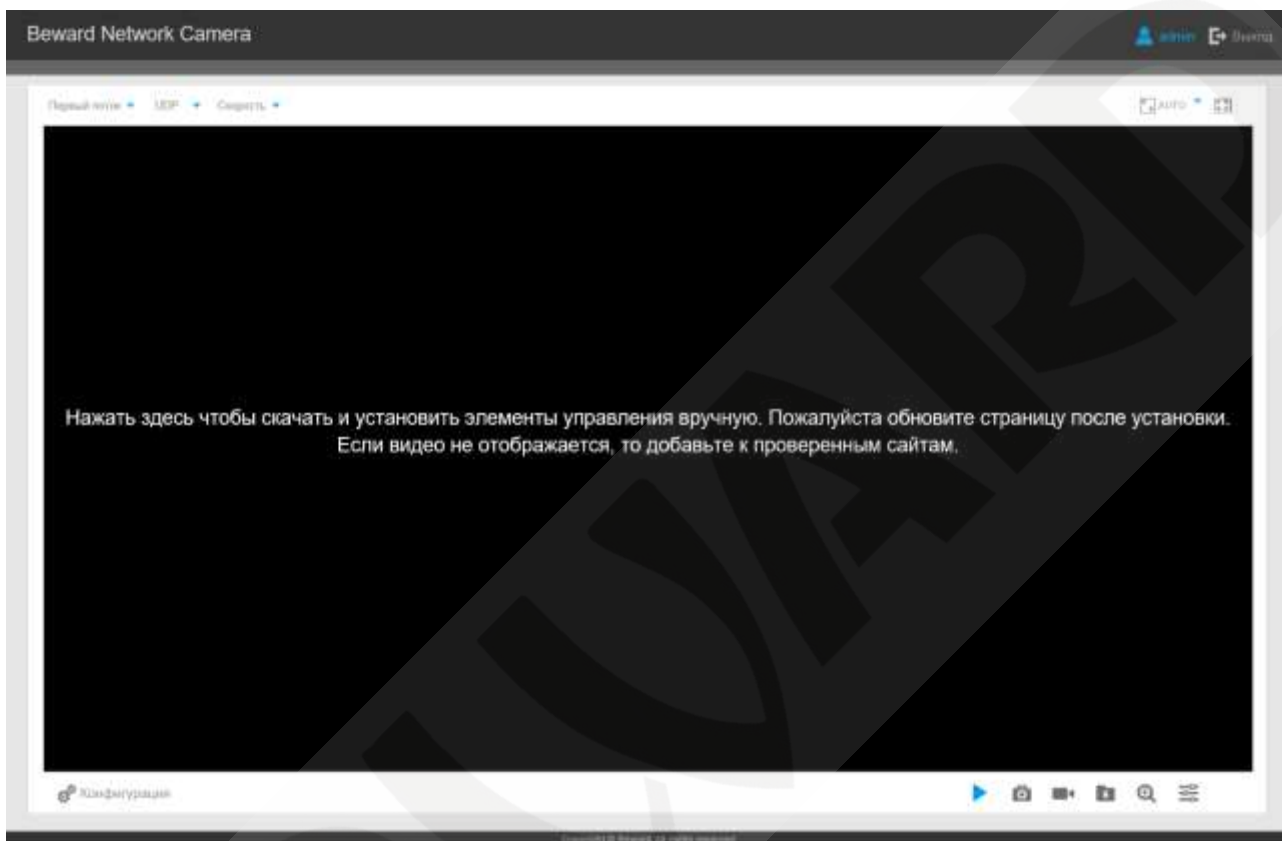 Beward Network Camera
admin Выход
Первый поток UDP Скорость AUTO
Нажать здесь чтобы скачать и установить элементы управления вручную. Пожалуйста обновите страницу после установки.
Если видео не отображается, то добавьте к проверенным сайтам.
Конфигурация